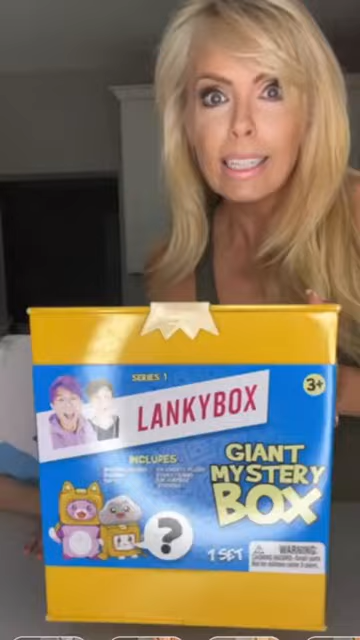 SERIES 1
3+
LANKYBOX
INCLUDES
GIANT
MYSTERY
BOX
?
1 SET
WARNING: